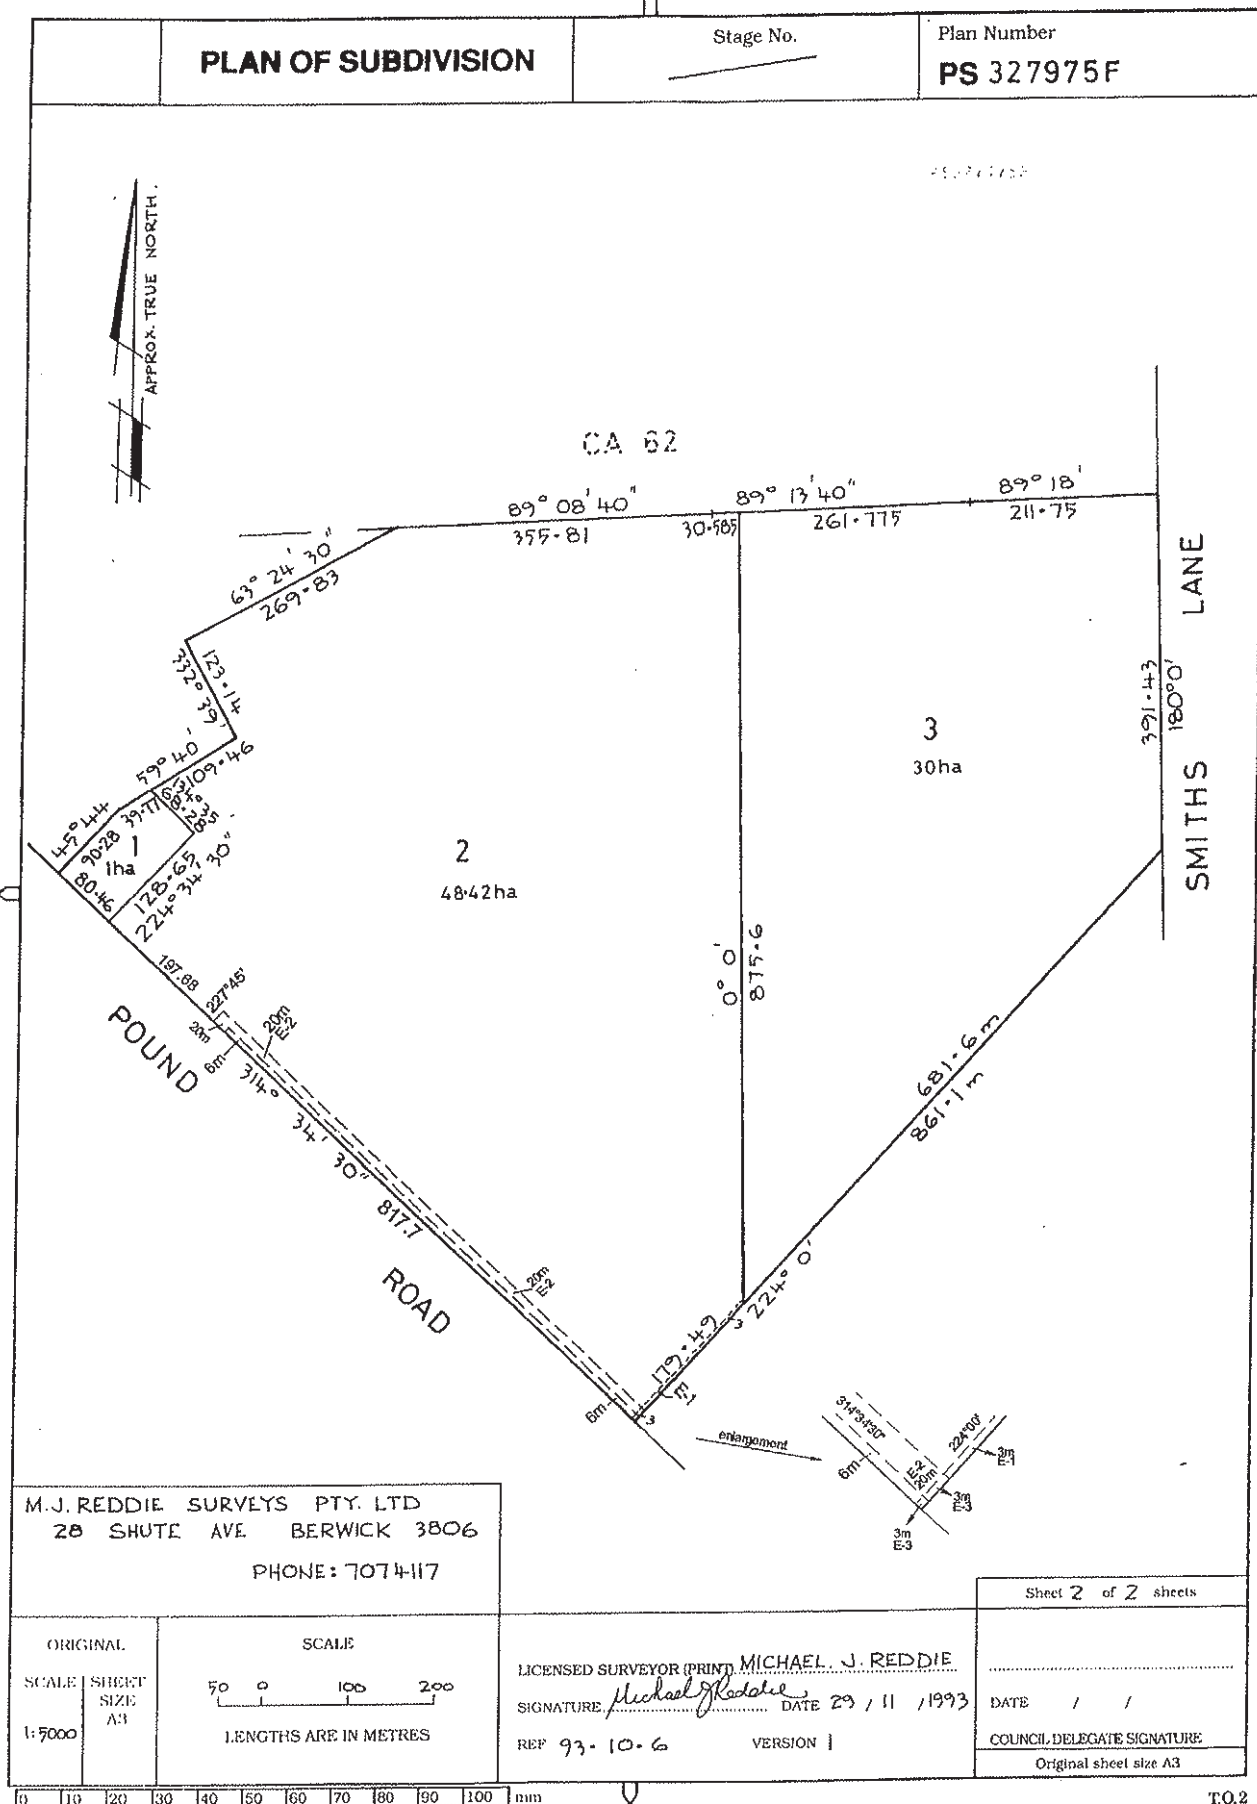 PLAN OF SUBDIVISION
Stage No.
Plan Number
PS 327975F
APPROX. TRUE NORTH.
CA 62
89° 08' 40"
355·81
30·585
89° 13' 40"
261·775
89° 18'
211·75
63° 24' 30"
269·83
123·14
332° 39'
59° 40'
109·46
134° 35'
68·28
45° 44'
90·28
39·77
1
1ha
80·46
128·65
224° 34' 30"
2
48·42ha
3
30ha
391·43
180°0'
SMITHS LANE
0° 0'
875·6
681·6 m
861·1 m
224° 0'
179·49
3
E-1
3
197.68
227°45'
20m
6m
20m
E-2
314° 34' 30"
817.7
20m
E-2
6m
POUND ROAD
enlargement
314°34'30"
224°00'
6m
E-2
20m
3m
E-1
3m
E-3
3m
E-3
M.J. REDDIE SURVEYS PTY. LTD
28 SHUTE AVE BERWICK 3806
PHONE: 7074117
Sheet 2 of 2 sheets
ORIGINAL
SCALE
SHEET
SIZE
A3
1:5000
SCALE
50 0 100 200
LENGTHS ARE IN METRES
LICENSED SURVEYOR (PRINT) MICHAEL. J. REDDIE
SIGNATURE Michael J Reddie DATE 29 / 11 / 1993
REF 93·10·6 VERSION 1
DATE / /
COUNCIL DELEGATE SIGNATURE
Original sheet size A3
0 10 20 30 40 50 60 70 80 90 100 mm
T.O.2